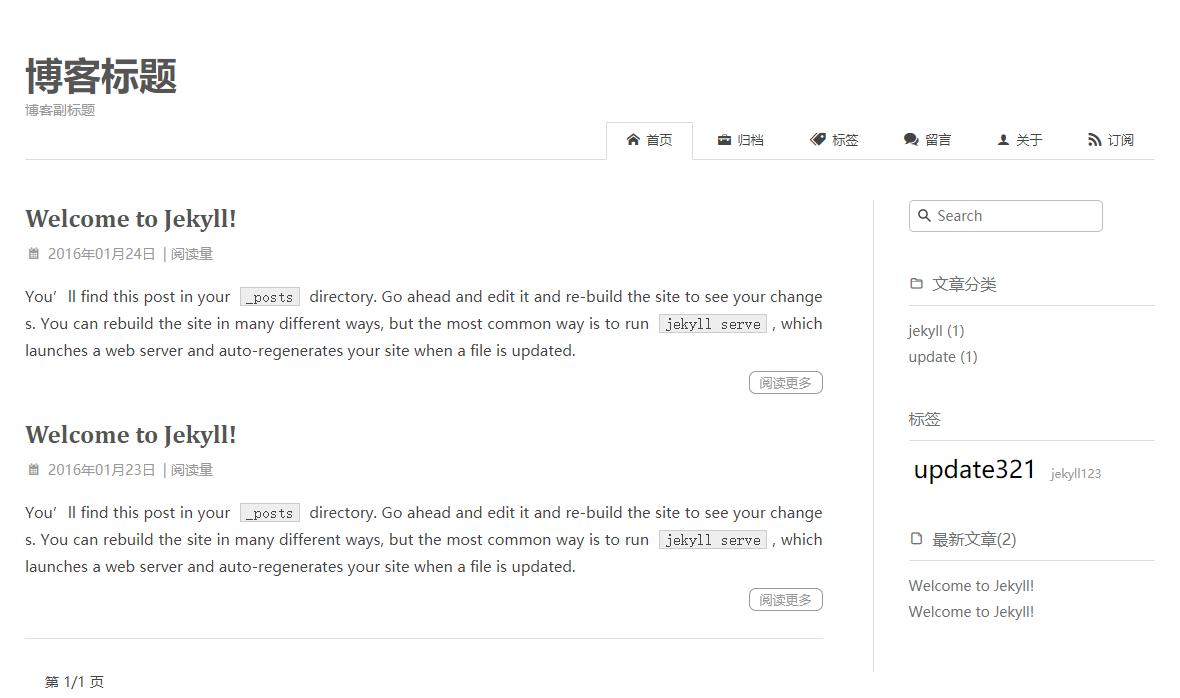 博客标题
博客副标题
首页 归档 标签 留言 关于 订阅
Welcome to Jekyll!
2016年01月24日 | 阅读量
You’ll find this post in your _posts directory. Go ahead and edit it and re-build the site to see your change
s. You can rebuild the site in many different ways, but the most common way is to run jekyll serve , which
launches a web server and auto-regenerates your site when a file is updated.
阅读更多
Welcome to Jekyll!
2016年01月23日 | 阅读量
You’ll find this post in your _posts directory. Go ahead and edit it and re-build the site to see your change
s. You can rebuild the site in many different ways, but the most common way is to run jekyll serve , which
launches a web server and auto-regenerates your site when a file is updated.
阅读更多
第 1/1 页
Search
文章分类
jekyll (1)
update (1)
标签
update321 jekyll123
最新文章(2)
Welcome to Jekyll!
Welcome to Jekyll!